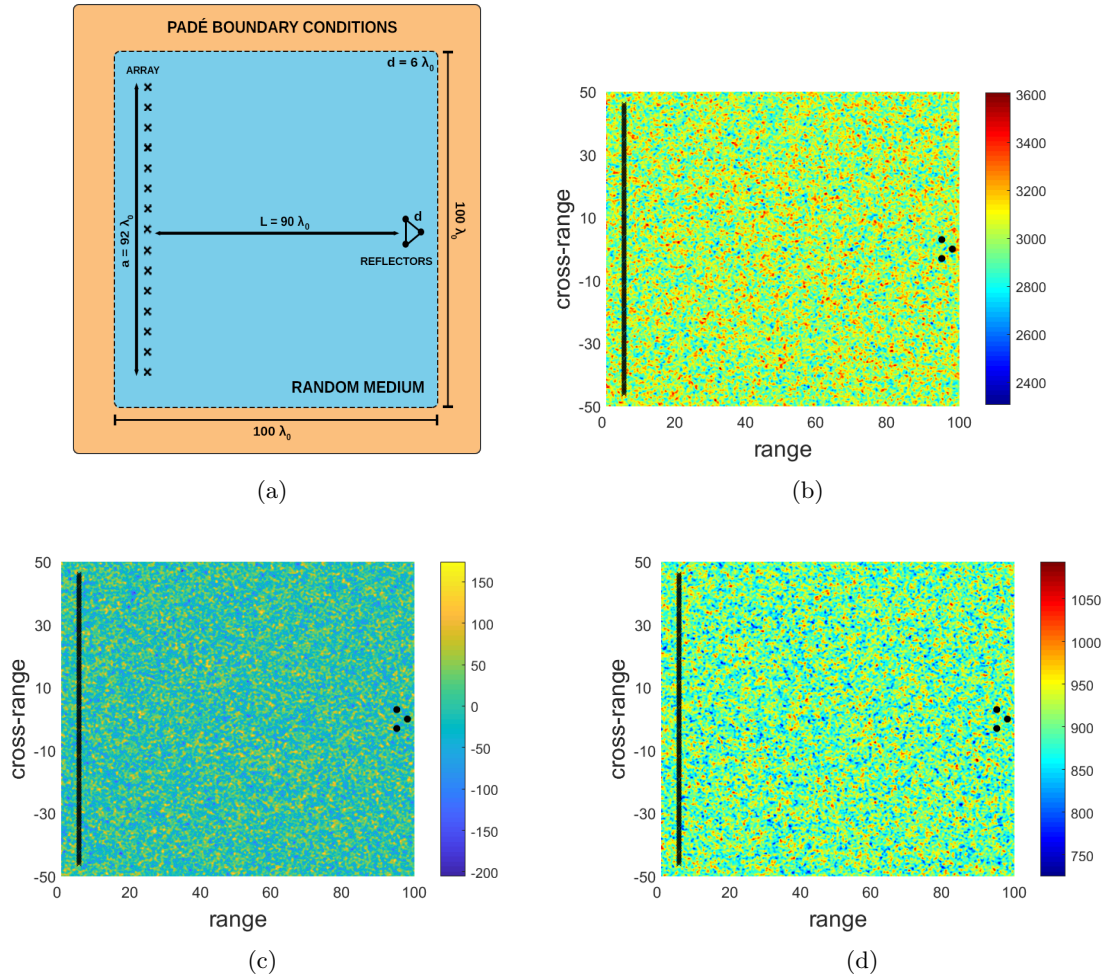 PADÉ BOUNDARY CONDITIONS
d = 6 λ₀
ARRAY
a = 92 λ₀
L = 90 λ₀
d
REFLECTORS
100 λ₀
RANDOM MEDIUM
100 λ₀
(a)
50
30
10
-10
-30
-50
cross-range
0 20 40 60 80 100
range
3600
3400
3200
3000
2800
2600
2400
(b)
50
30
10
-10
-30
-50
cross-range
0 20 40 60 80 100
range
150
100
50
0
-50
-100
-150
-200
(c)
50
30
10
-10
-30
-50
cross-range
0 20 40 60 80 100
range
1050
1000
950
900
850
800
750
(d)